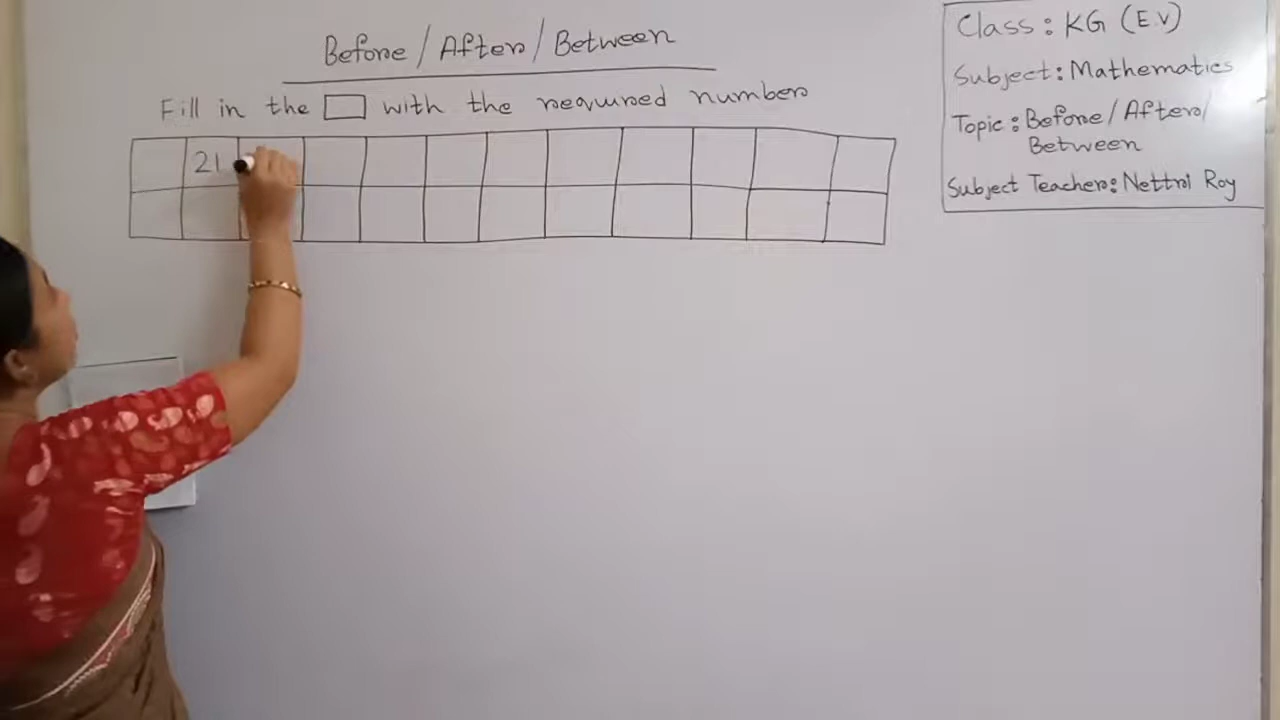 Before / After / Between
Fill in the with the required number
21
Class : KG (E.V)
Subject : Mathematics
Topic : Before / After /
Between
Subject Teacher : Nettri Roy